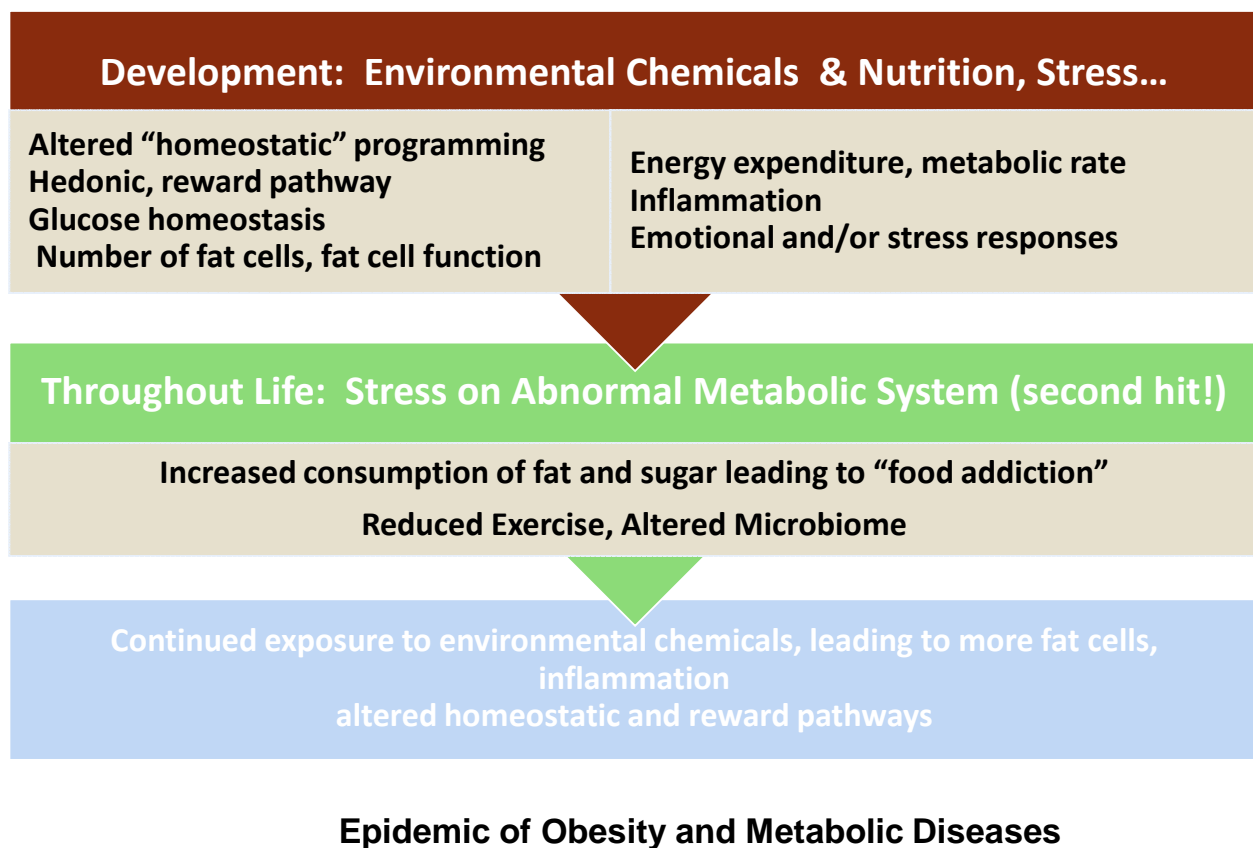 Development:  Environmental Chemicals  & Nutrition, Stress…
Altered “homeostatic” programming
Hedonic, reward pathway
Glucose homeostasis
Number of fat cells, fat cell function
Energy expenditure, metabolic rate
Inflammation
Emotional and/or stress responses
Throughout Life:  Stress on Abnormal Metabolic System (second hit!)
Increased consumption of fat and sugar leading to “food addiction”
Reduced Exercise, Altered Microbiome
Continued exposure to environmental chemicals, leading to more fat cells,
inflammation
altered homeostatic and reward pathways
Epidemic of Obesity and Metabolic Diseases